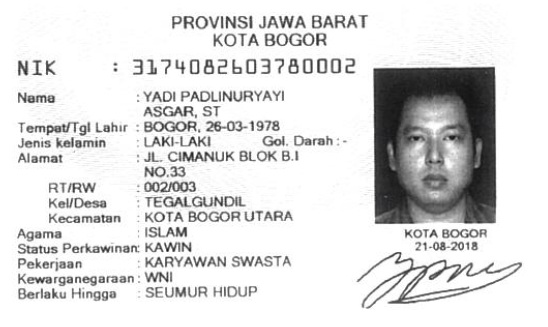 PROVINSI JAWA BARAT
KOTA BOGOR
NIK : 3174082603780002
Nama : YADI PADLINURYAYI
ASGAR, ST
Tempat/Tgl Lahir : BOGOR, 26-03-1978
Jenis kelamin : LAKI-LAKI Gol. Darah : -
Alamat : JL. CIMANUK BLOK B.I
NO.33
RT/RW : 002/003
Kel/Desa : TEGALGUNDIL
Kecamatan : KOTA BOGOR UTARA
Agama : ISLAM
Status Perkawinan: KAWIN
Pekerjaan : KARYAWAN SWASTA
Kewarganegaraan : WNI
Berlaku Hingga : SEUMUR HIDUP
KOTA BOGOR
21-08-2018